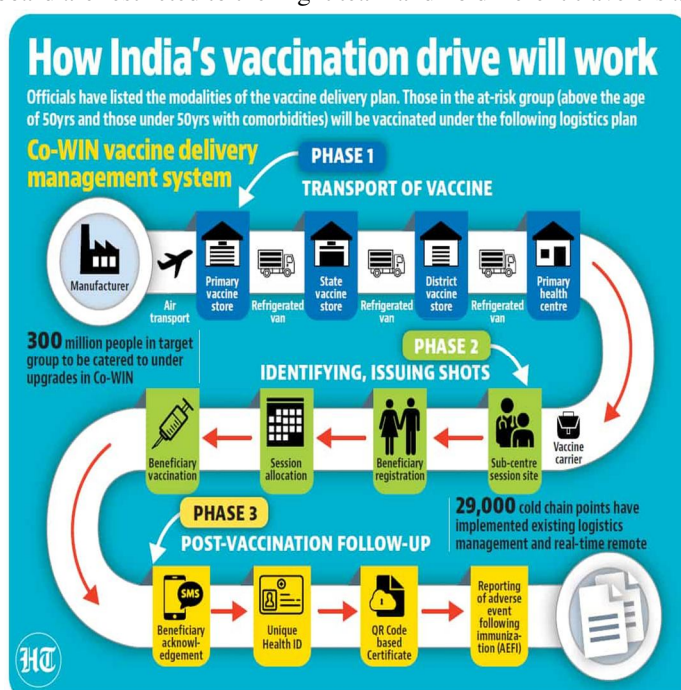 How India's vaccination drive will work
Officials have listed the modalities of the vaccine delivery plan. Those in the at-risk group (above the age
of 50yrs and those under 50yrs with comorbidities) will be vaccinated under the following logistics plan
Co-WIN vaccine delivery
management system
PHASE 1
TRANSPORT OF VACCINE
Manufacturer
Air
transport
Primary
vaccine
store
Refrigerated
van
State
vaccine
store
Refrigerated
van
District
vaccine
store
Refrigerated
van
Primary
health
centre
300 million people in target
group to be catered to under
upgrades in Co-WIN
PHASE 2
IDENTIFYING, ISSUING SHOTS
Beneficiary
vaccination
Session
allocation
Beneficiary
registration
Sub-centre
session site
Vaccine
carrier
29,000 cold chain points have
implemented existing logistics
management and real-time remote
PHASE 3
POST-VACCINATION FOLLOW-UP
SMS
Beneficiary
acknowl-
edgement
Unique
Health ID
QR Code
based
Certificate
Reporting
of adverse
event
following
immuniza-
tion (AEFI)
HT